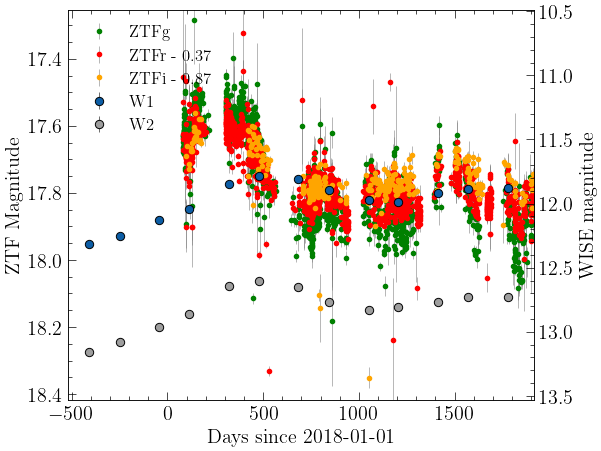 ZTFg
ZTFr - 0.37
ZTFi - 0.87
W1
W2
ZTF Magnitude
17.4
17.6
17.8
18.0
18.2
18.4
WISE magnitude
10.5
11.0
11.5
12.0
12.5
13.0
13.5
−500
0
500
1000
1500
Days since 2018-01-01